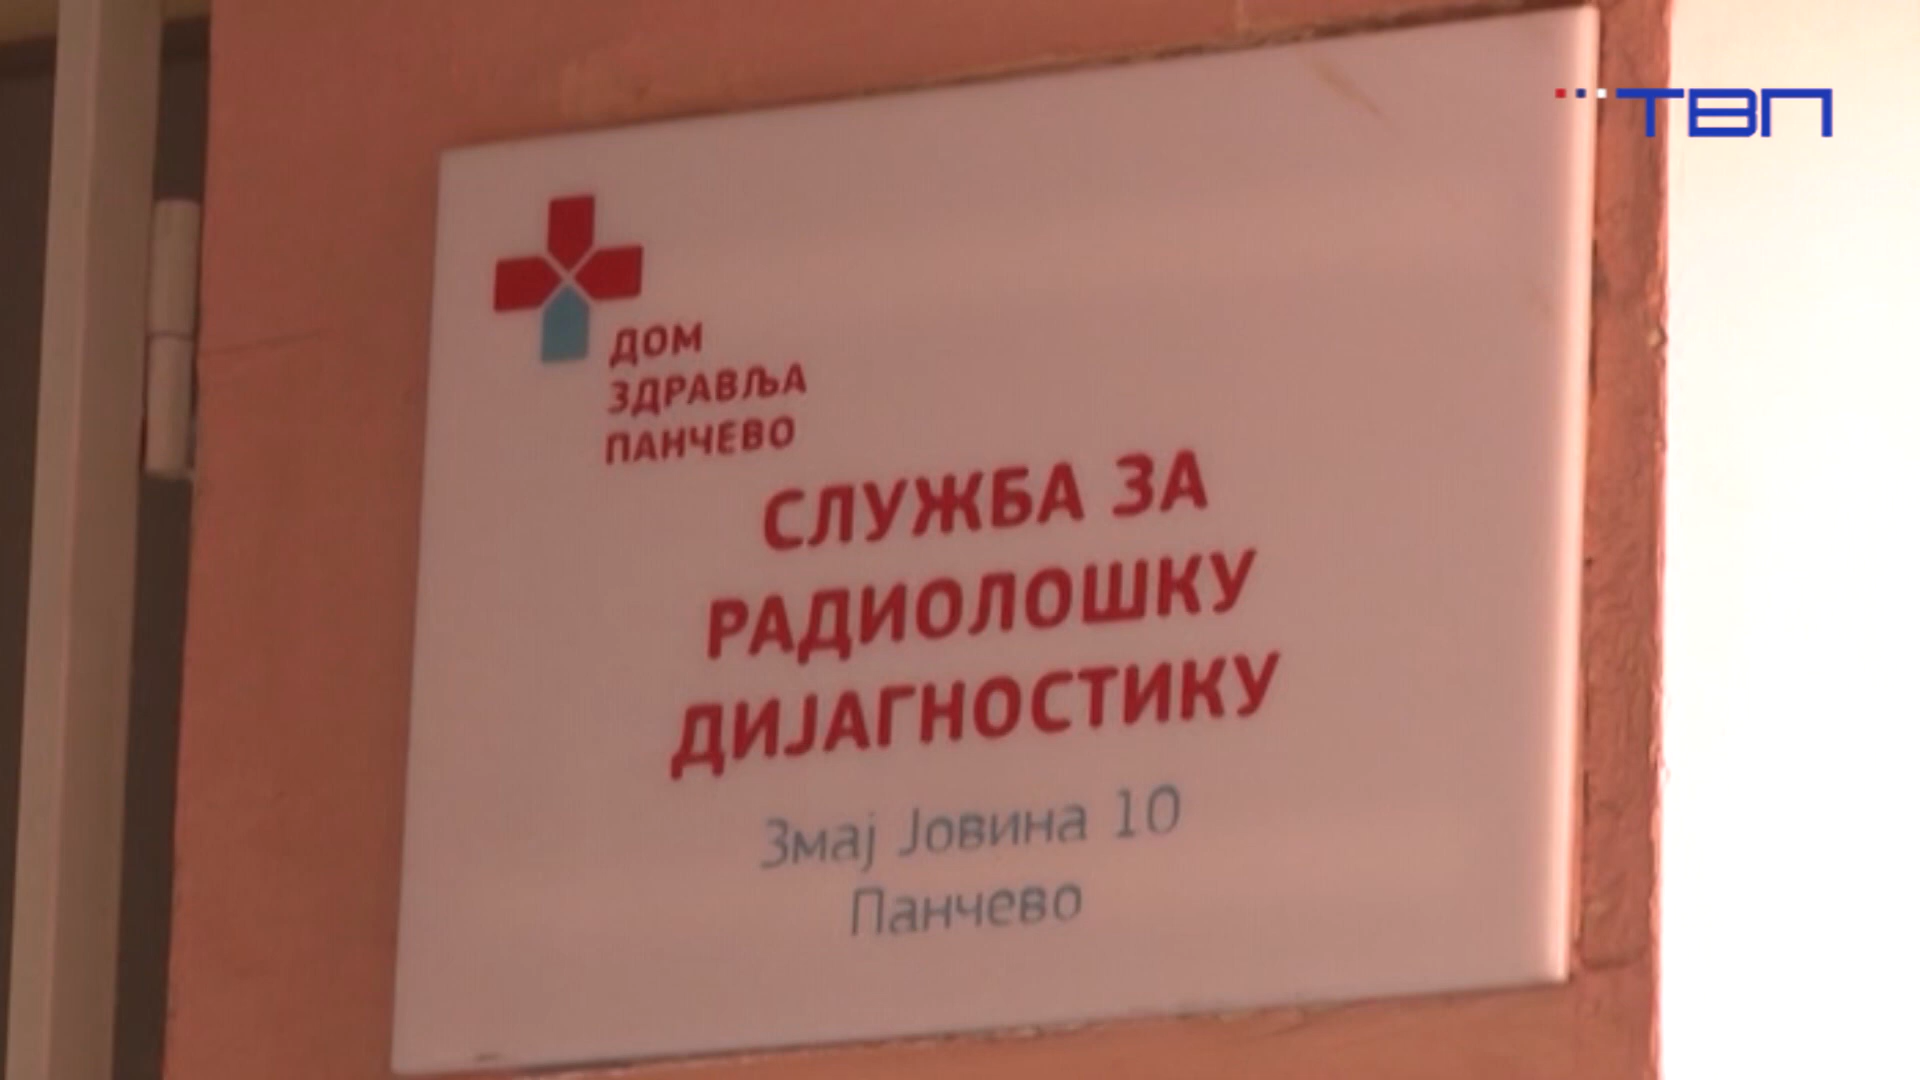 ТВП
ДОМ
ЗДРАВЉА
ПАНЧЕВО
СЛУЖБА ЗА
РАДИОЛОШКУ
ДИЈАГНОСТИКУ
Змај Јовина 10
Панчево